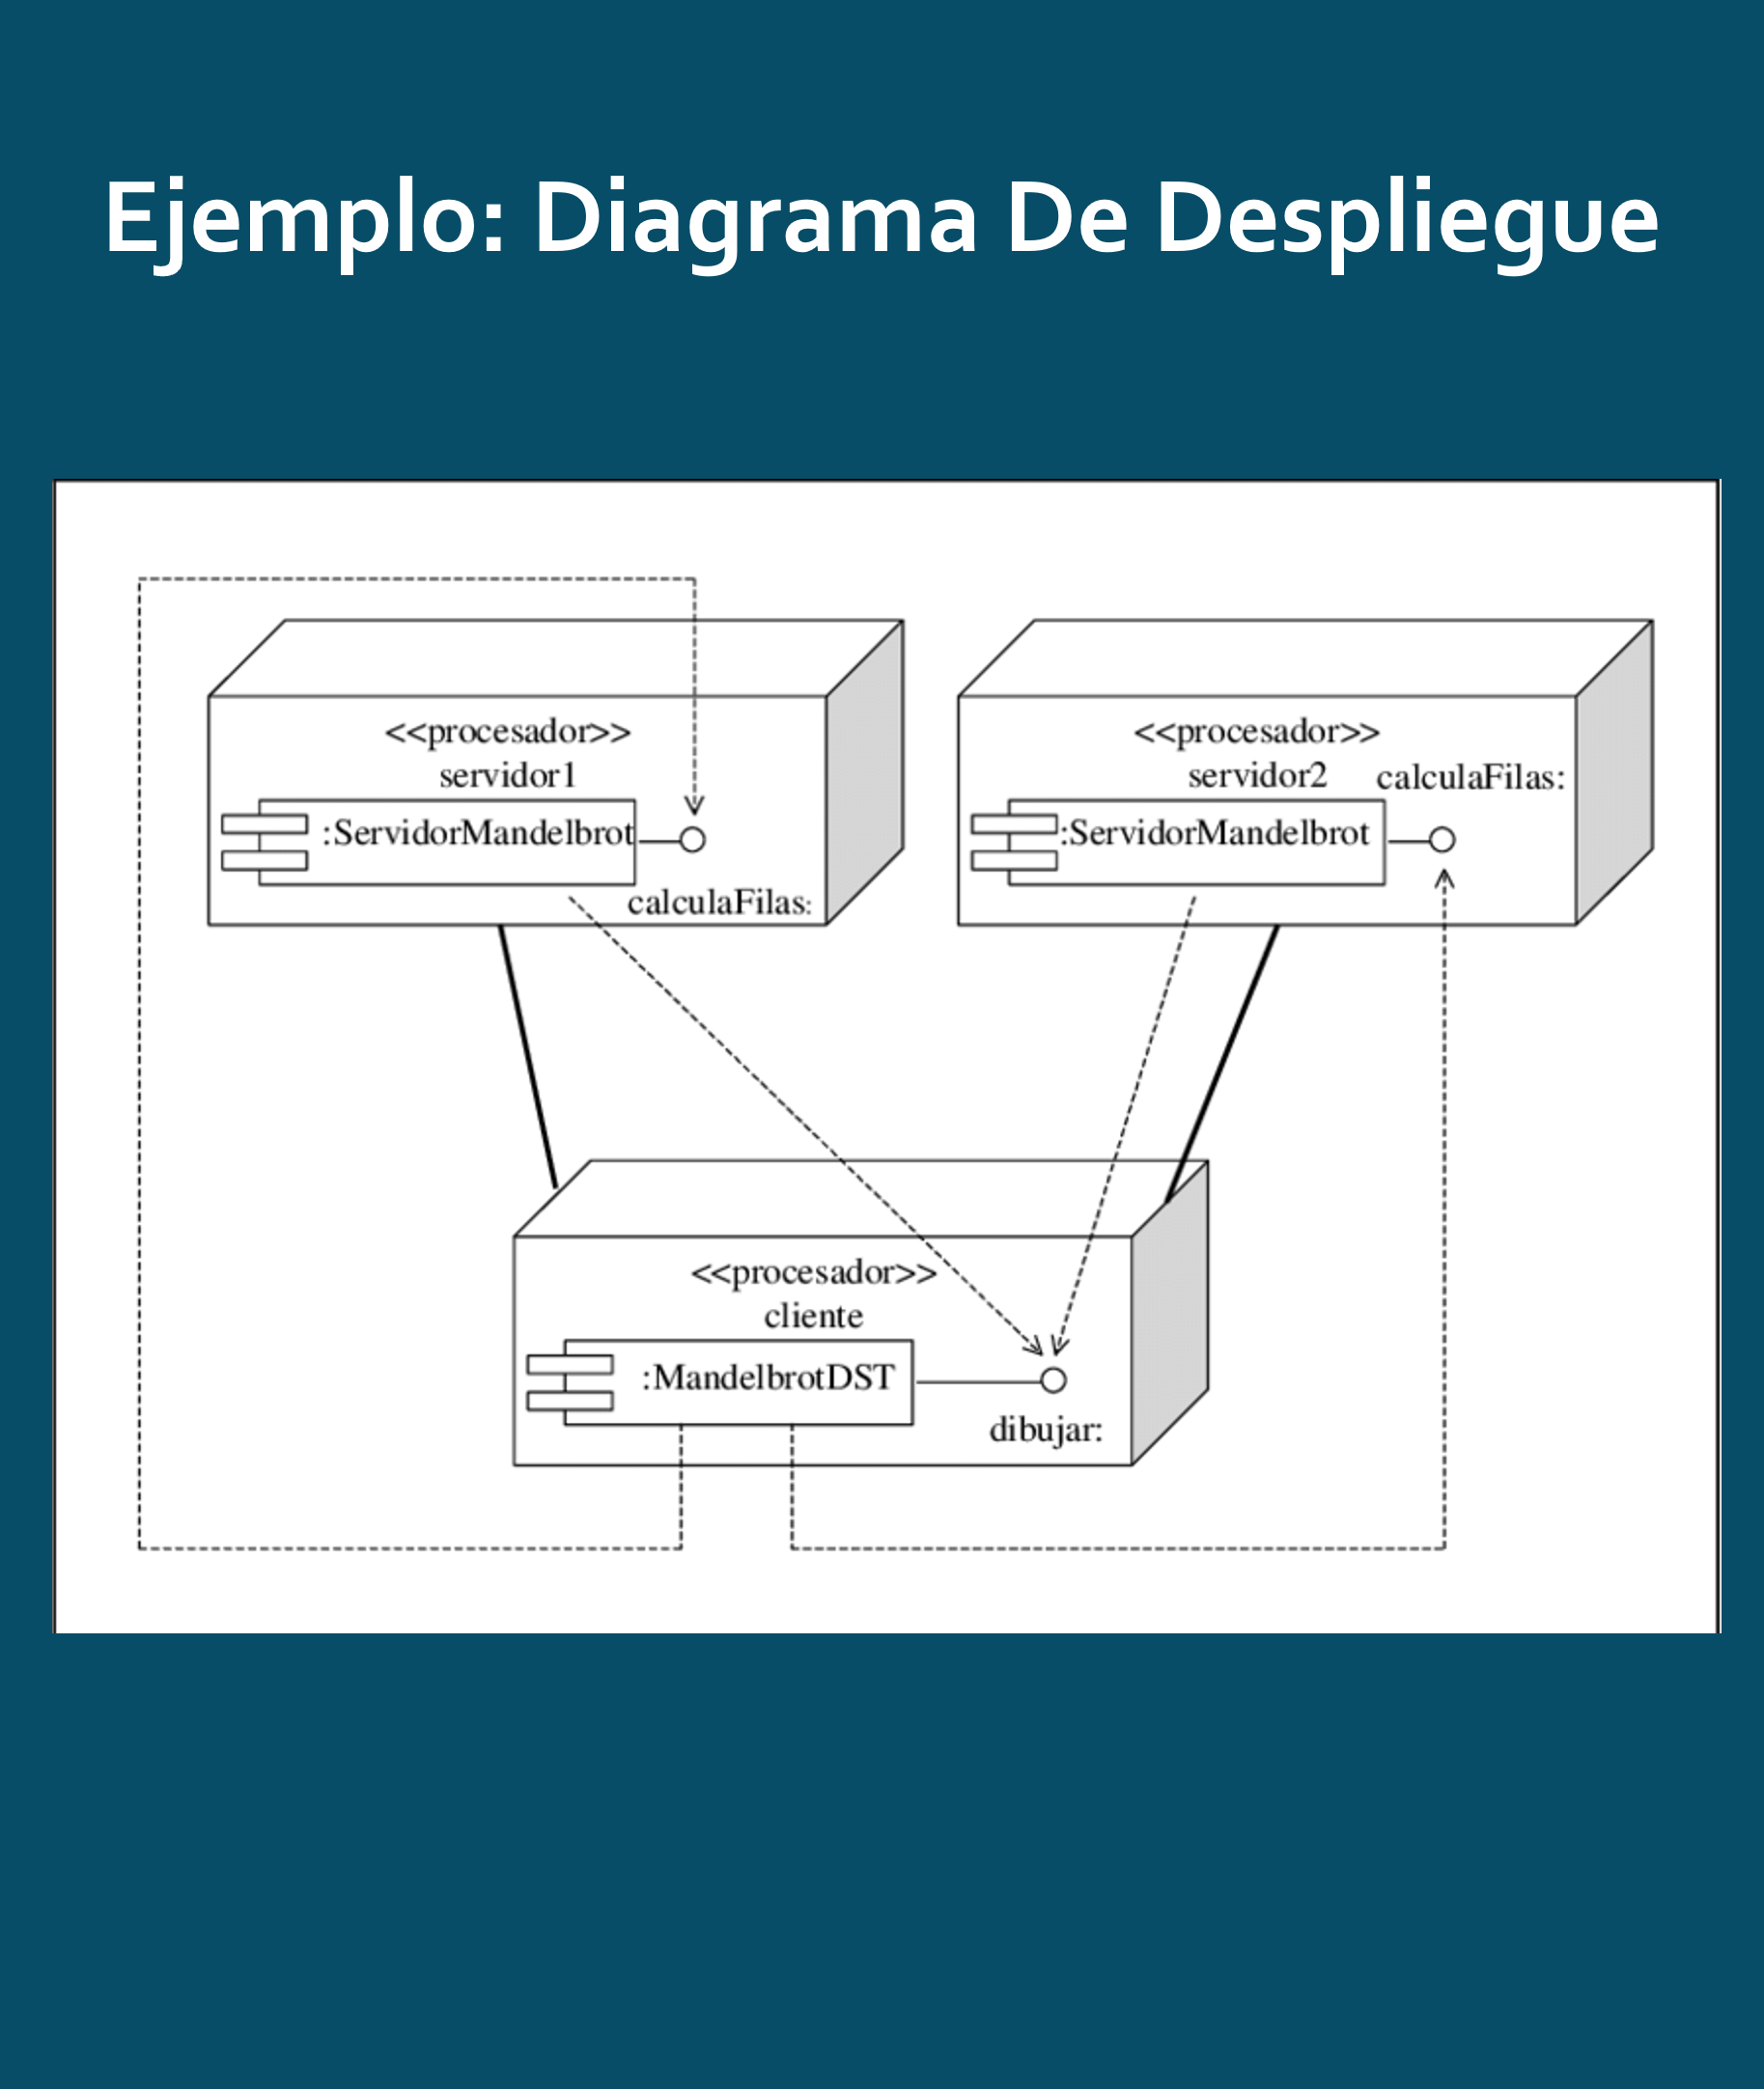 Ejemplo: Diagrama De Despliegue
<<procesador>>
servidor1
:ServidorMandelbrot
calculaFilas:
<<procesador>>
servidor2
calculaFilas:
:ServidorMandelbrot
<<procesador>>
cliente
:MandelbrotDST
dibujar: